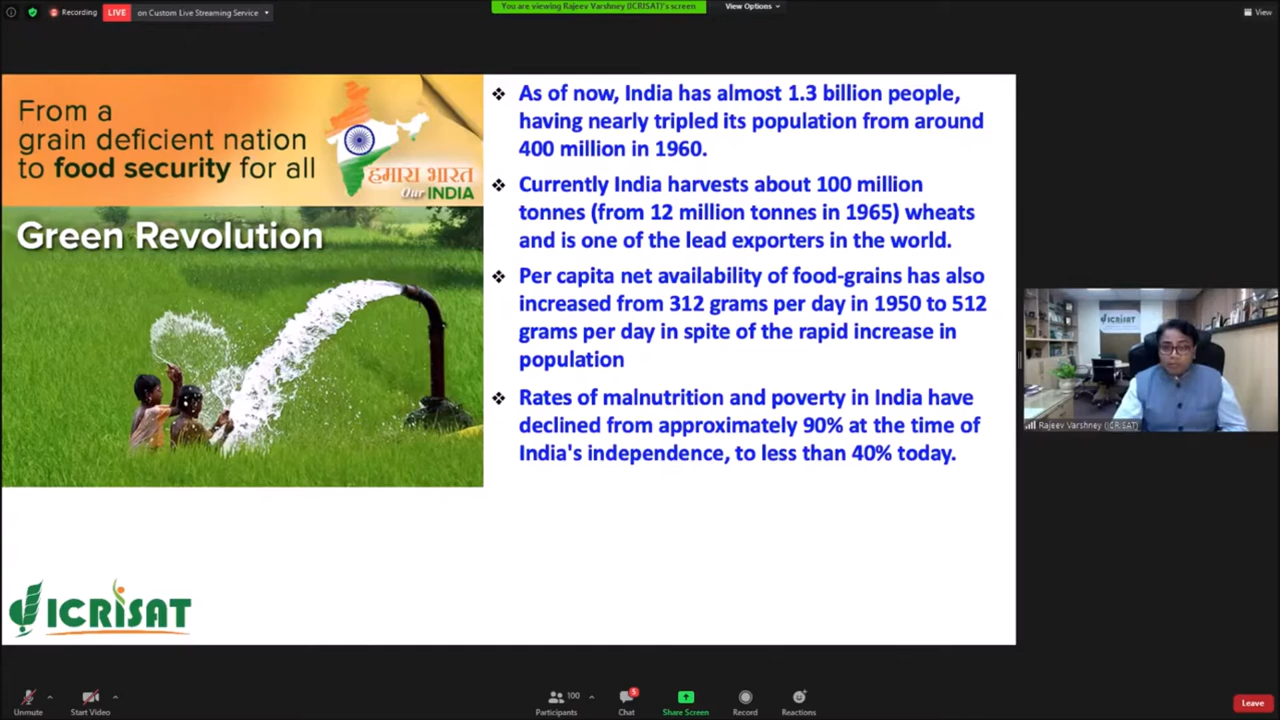 Recording
LIVE
on Custom Live Streaming Service
You are viewing Rajeev Varshney (ICRISAT)'s screen
View Options
View
From a
grain deficient nation
to food security for all
हमारा भारत
Our INDIA
Green Revolution
As of now, India has almost 1.3 billion people,
having nearly tripled its population from around
400 million in 1960.
Currently India harvests about 100 million
tonnes (from 12 million tonnes in 1965) wheats
and is one of the lead exporters in the world.
Per capita net availability of food-grains has also
increased from 312 grams per day in 1950 to 512
grams per day in spite of the rapid increase in
population
Rates of malnutrition and poverty in India have
declined from approximately 90% at the time of
India's independence, to less than 40% today.
ICRISAT
ICRISAT
Rajeev Varshney (ICRISAT)
Unmute
Start Video
Participants
100
Chat
5
Share Screen
Record
Reactions
Leave